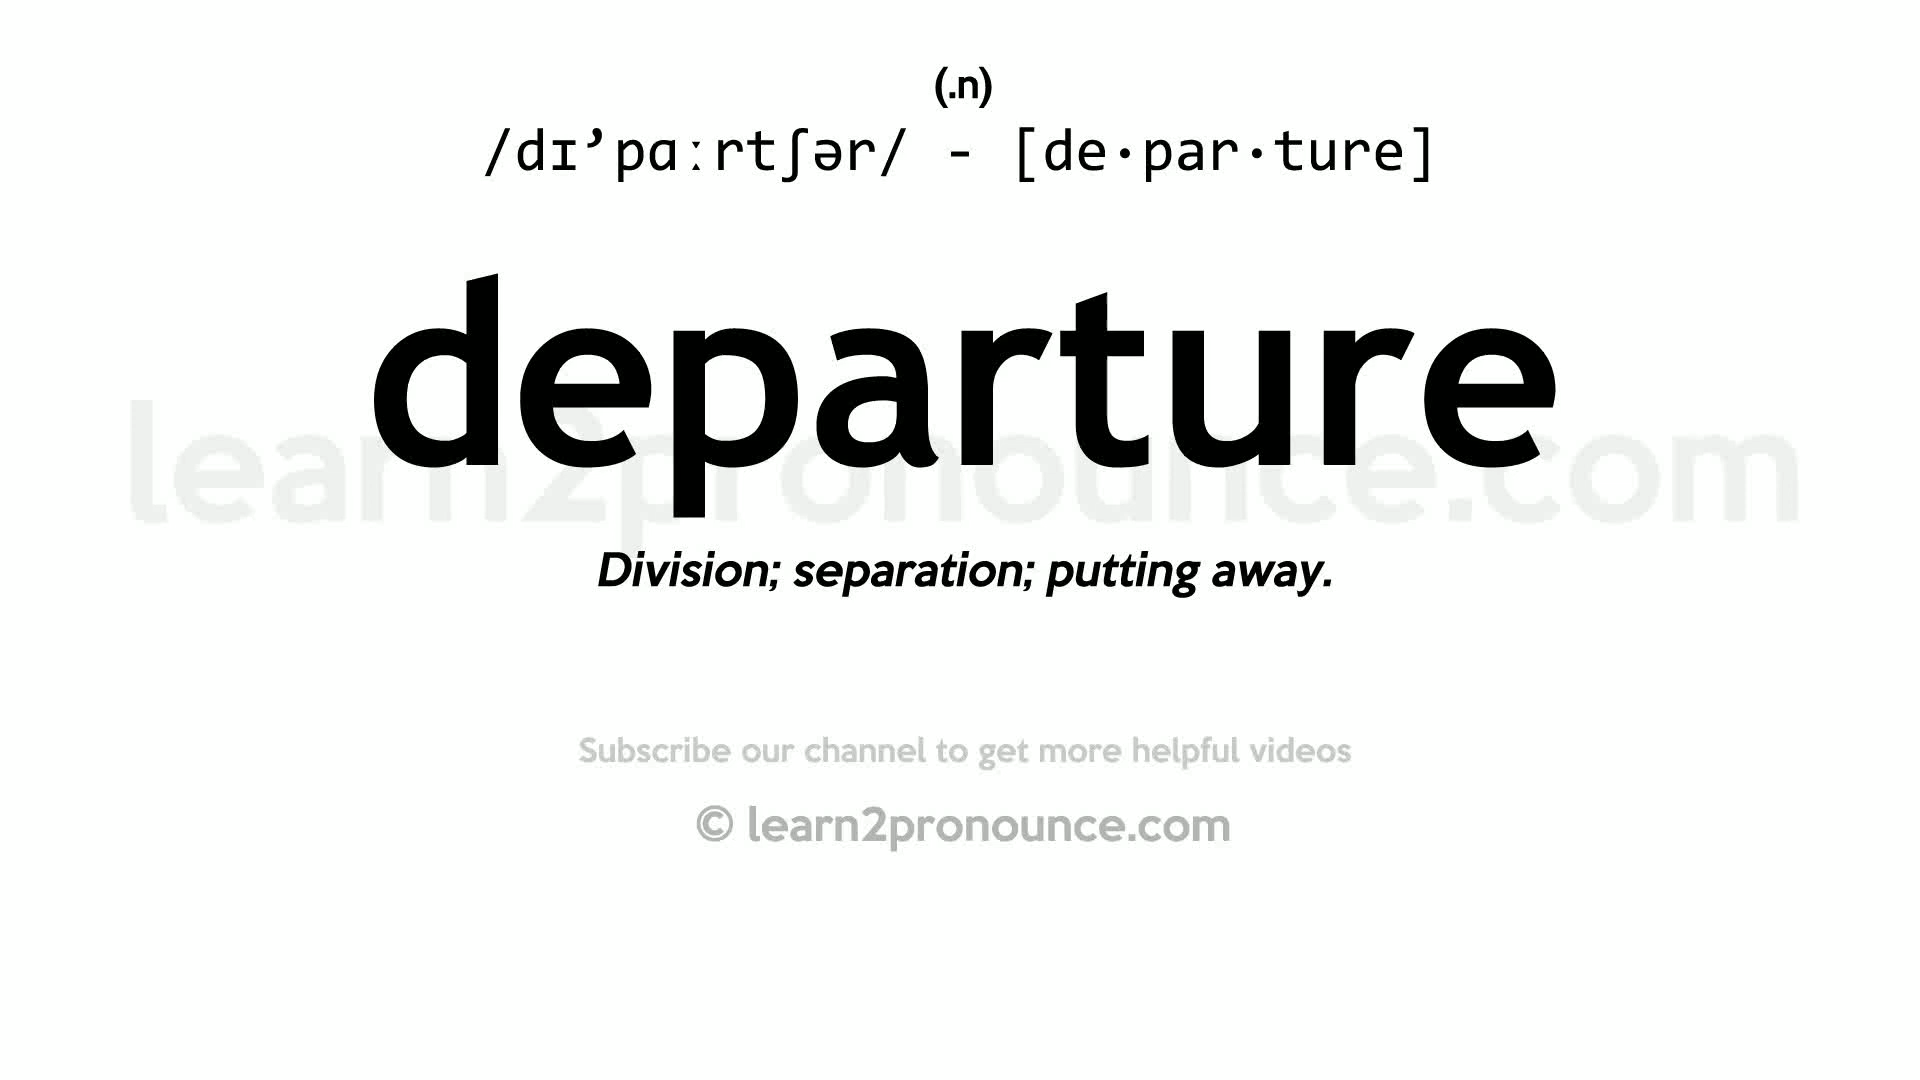 (.n)
/dɪ’pɑːrtʃər/ - [de·par·ture]
departure
learn2pronounce.com
Division; separation; putting away.
Subscribe our channel to get more helpful videos
© learn2pronounce.com